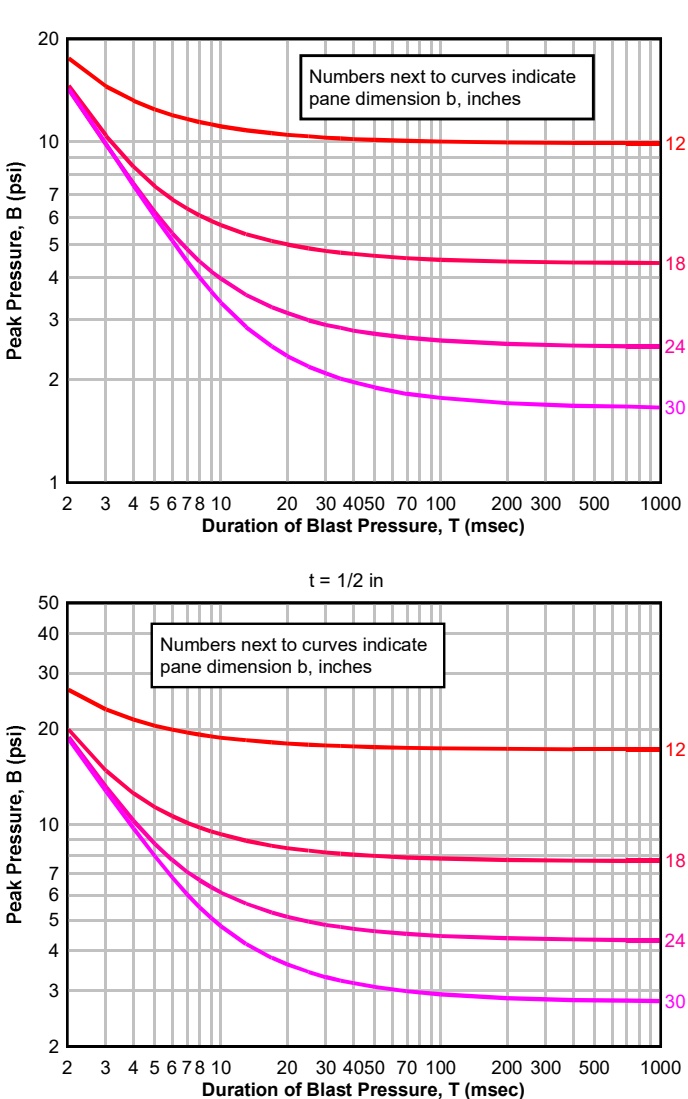 20
10
7
6
5
4
3
2
1
Peak Pressure, B (psi)
Numbers next to curves indicate
pane dimension b, inches
12
18
24
30
2 3 4 5 6 7 8 10 20 30 40 50 70 100 200 300 500 1000
Duration of Blast Pressure, T (msec)
t = 1/2 in
50
40
30
20
10
7
6
5
4
3
2
Peak Pressure, B (psi)
Numbers next to curves indicate
pane dimension b, inches
12
18
24
30
2 3 4 5 6 7 8 10 20 30 40 50 70 100 200 300 500 1000
Duration of Blast Pressure, T (msec)